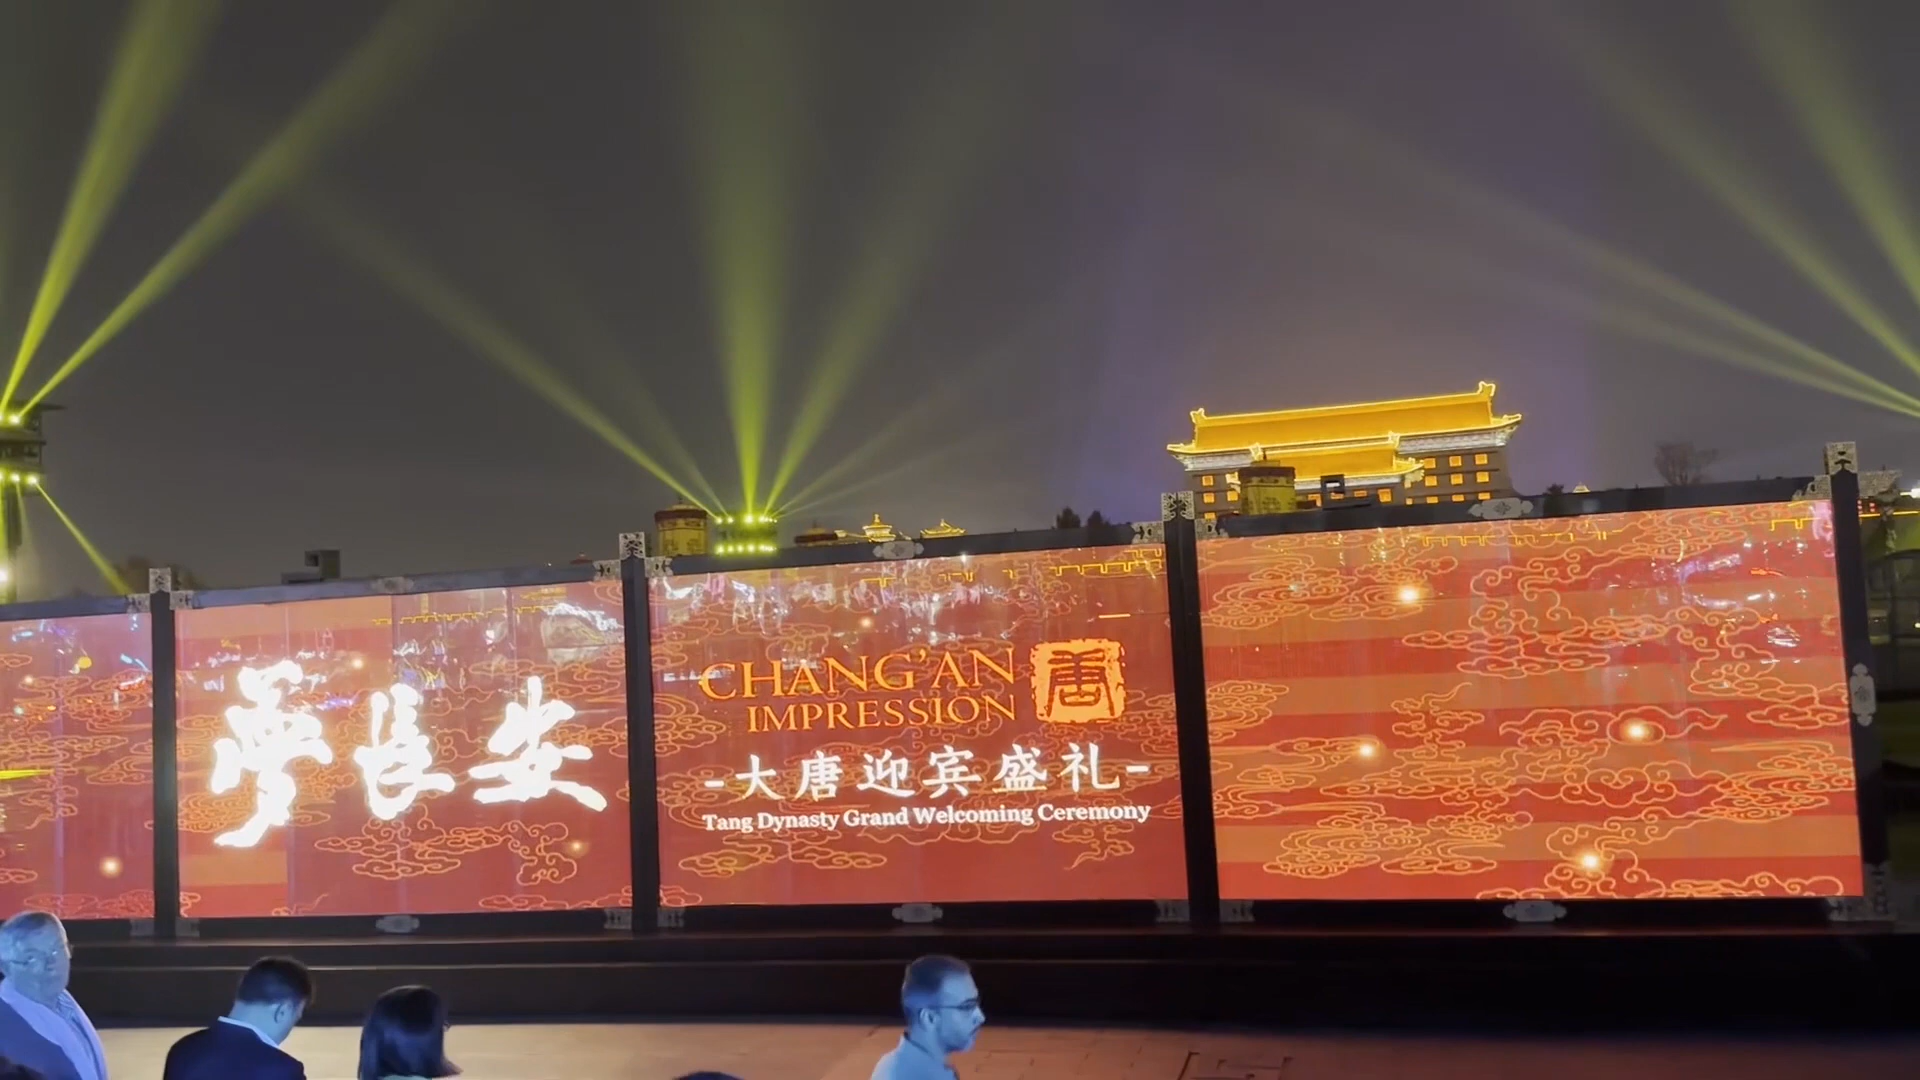 梦长安
CHANG'AN
IMPRESSION
唐
-大唐迎宾盛礼-
Tang Dynasty Grand Welcoming Ceremony